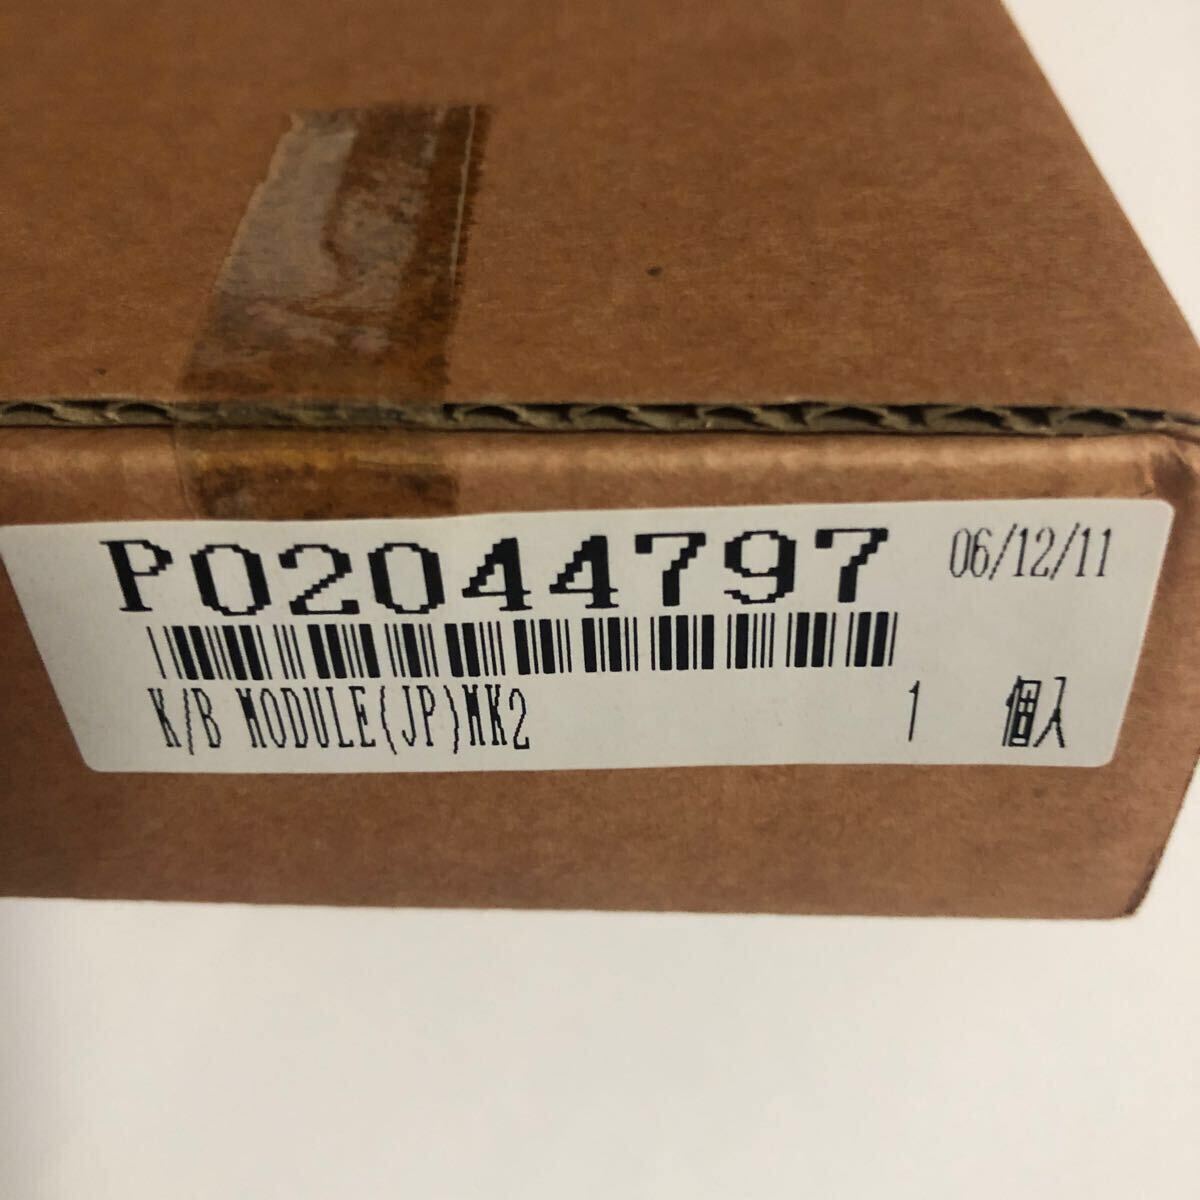 P02044797 06/12/11
K/B MODULE(JP)MK2 1 個入